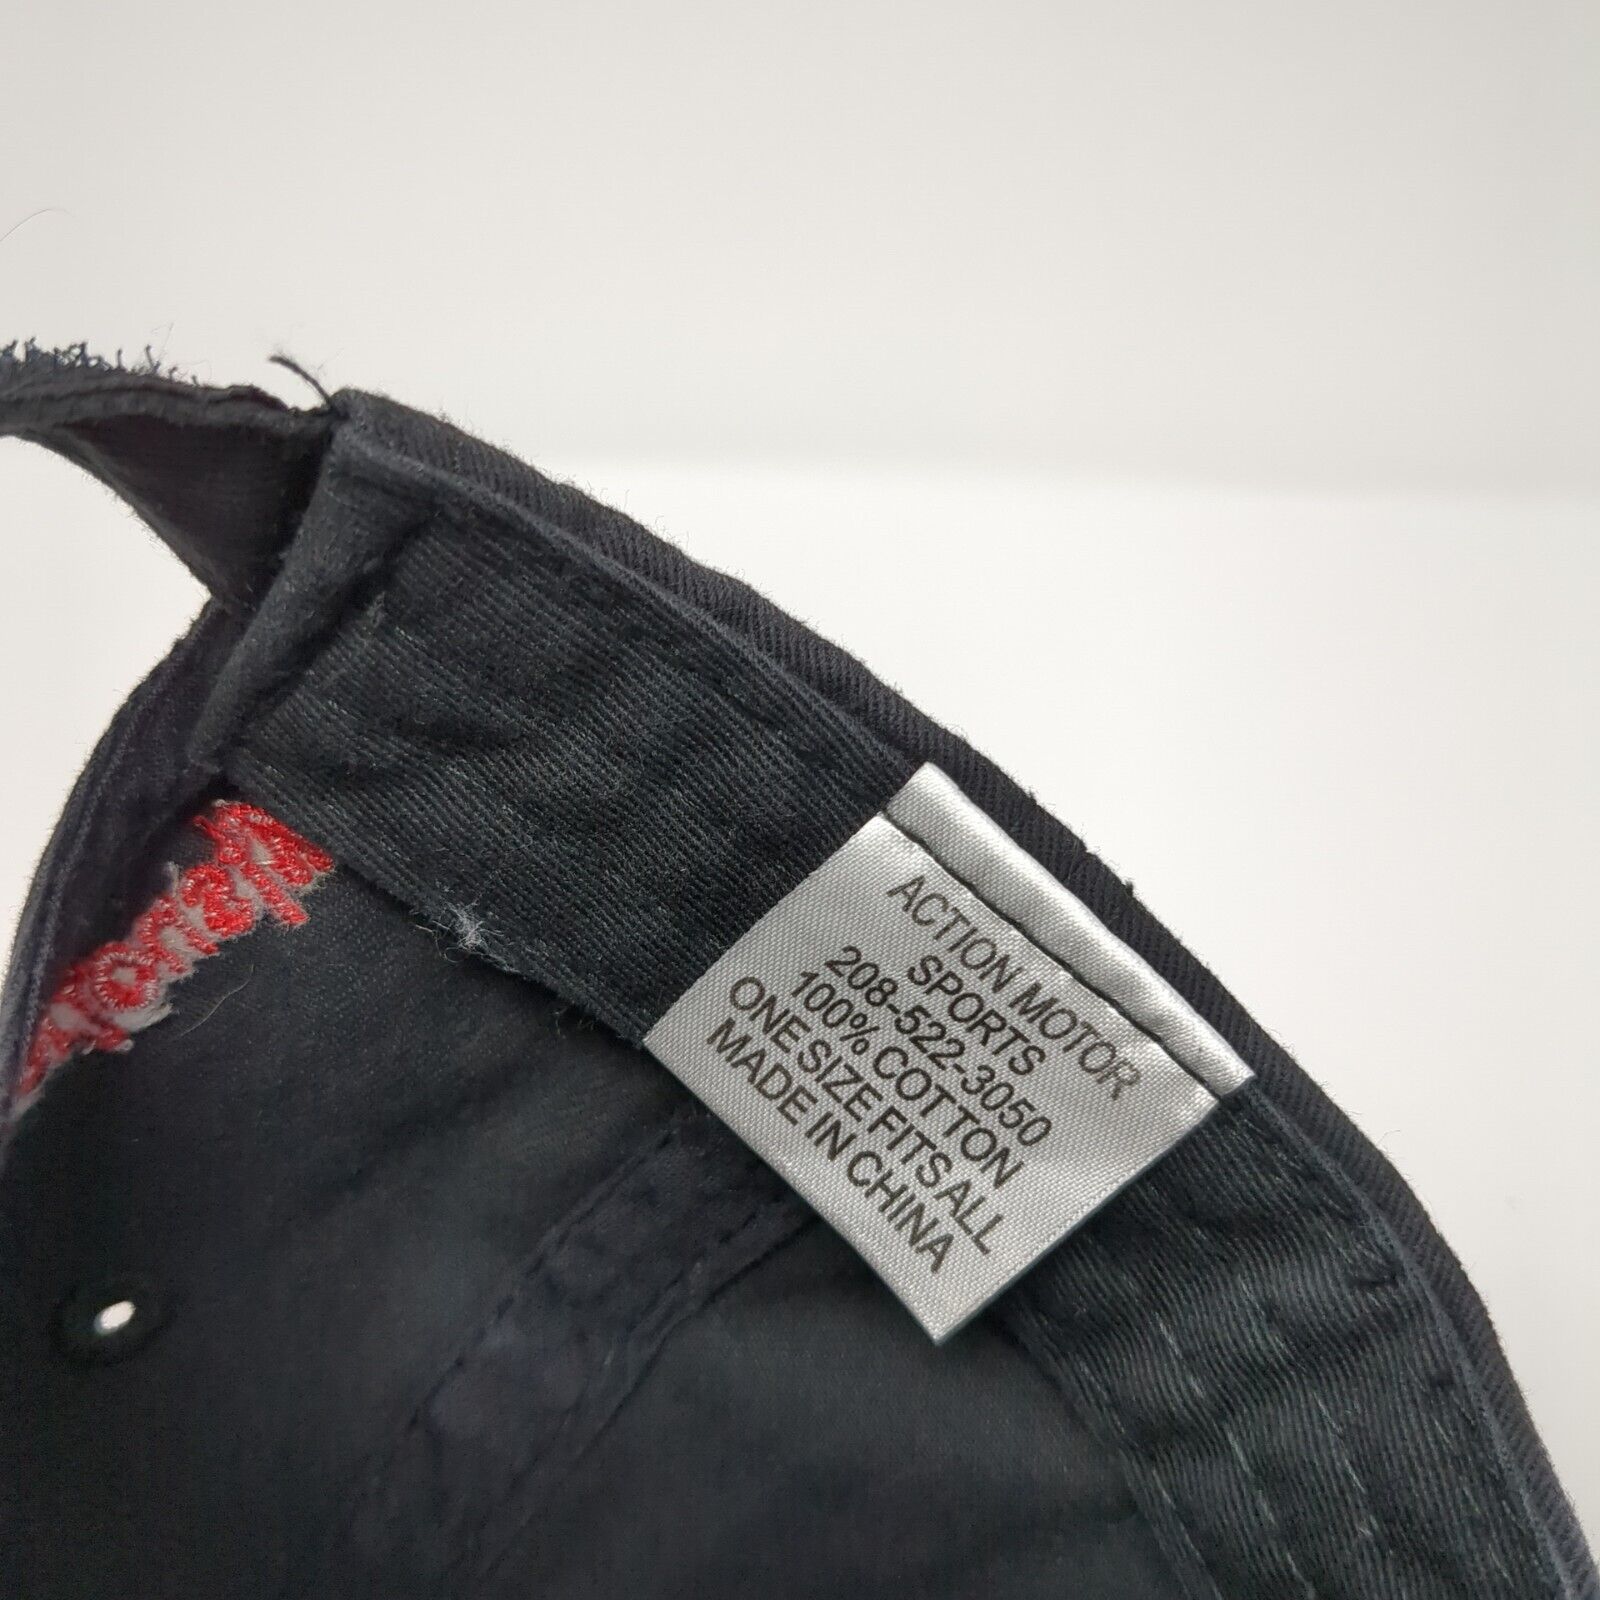 ACTION MOTOR
SPORTS
208-522-3050
100% COTTON
ONE SIZE FITS ALL
MADE IN CHINA